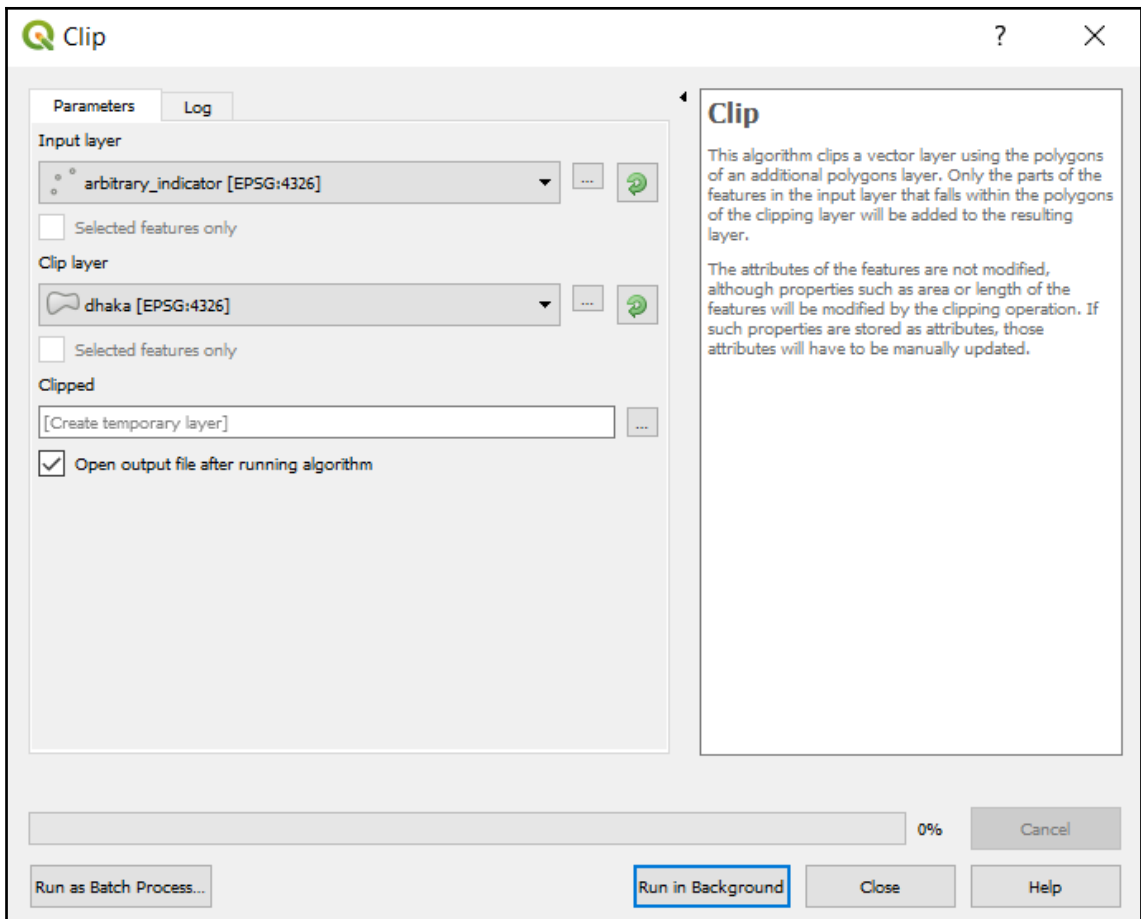 Clip
?
Parameters
Log
Input layer
arbitrary_indicator [EPSG:4326]
...
Selected features only
Clip layer
dhaka [EPSG:4326]
...
Selected features only
Clipped
[Create temporary layer]
...
Open output file after running algorithm
Clip
This algorithm clips a vector layer using the polygons
of an additional polygons layer. Only the parts of the
features in the input layer that falls within the polygons
of the clipping layer will be added to the resulting
layer.
The attributes of the features are not modified,
although properties such as area or length of the
features will be modified by the clipping operation. If
such properties are stored as attributes, those
attributes will have to be manually updated.
0%
Cancel
Run as Batch Process...
Run in Background
Close
Help